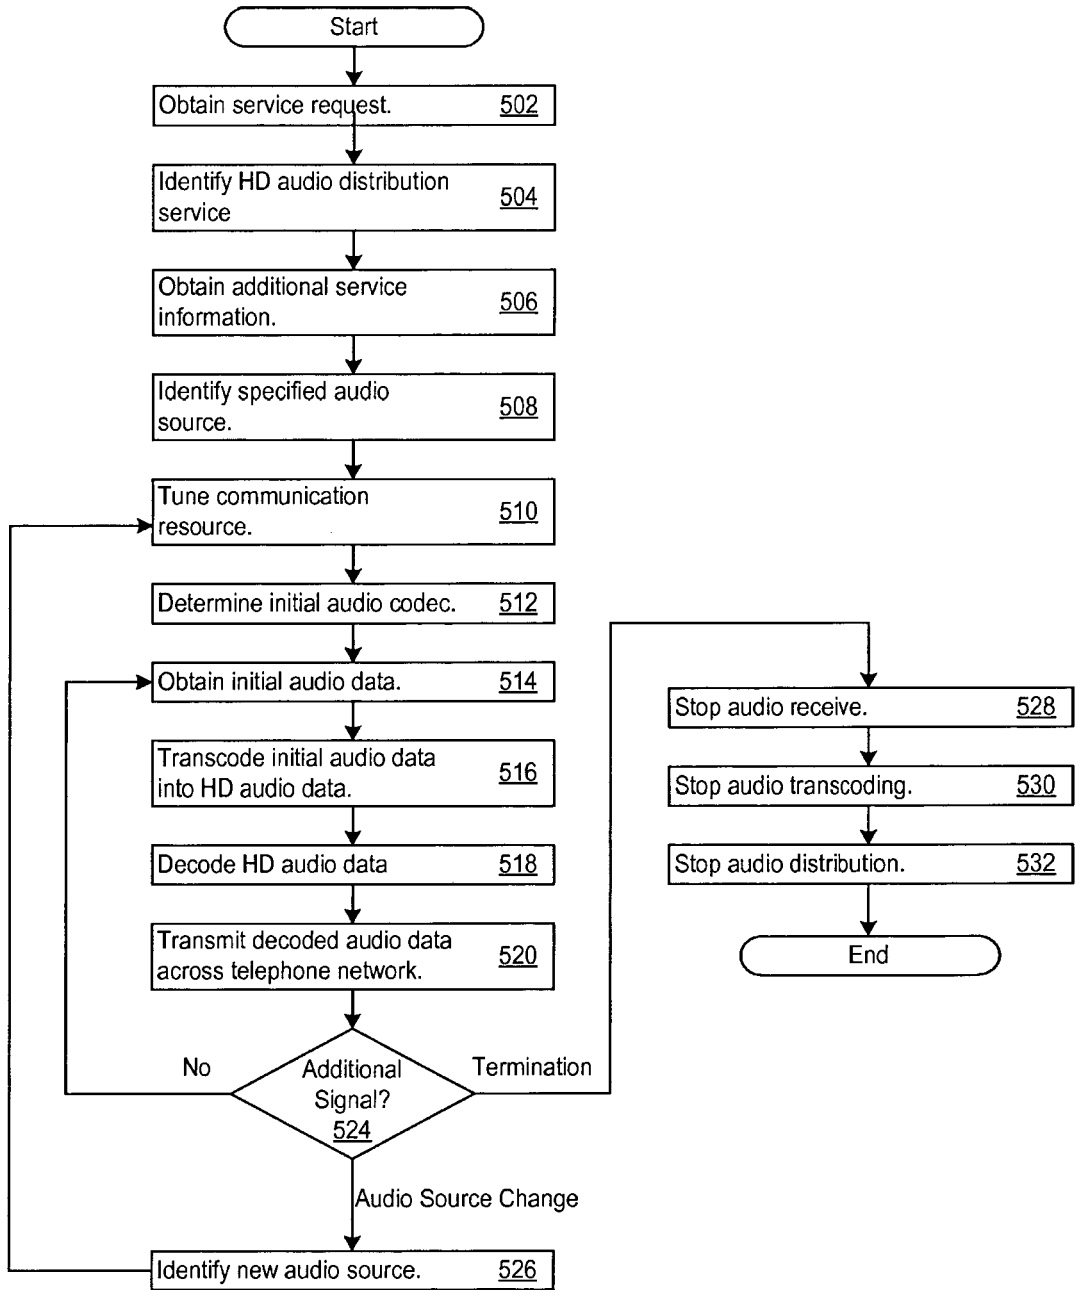 Start
Obtain service request. 502
Identify HD audio distribution
service
504
Obtain additional service
information.
506
Identify specified audio
source.
508
Tune communication
resource.
510
Determine initial audio codec. 512
Obtain initial audio data. 514
Transcode initial audio data
into HD audio data.
516
Decode HD audio data 518
Transmit decoded audio data
across telephone network.
520
No
Additional
Signal?
524
Termination
Audio Source Change
Identify new audio source. 526
Stop audio receive. 528
Stop audio transcoding. 530
Stop audio distribution. 532
End